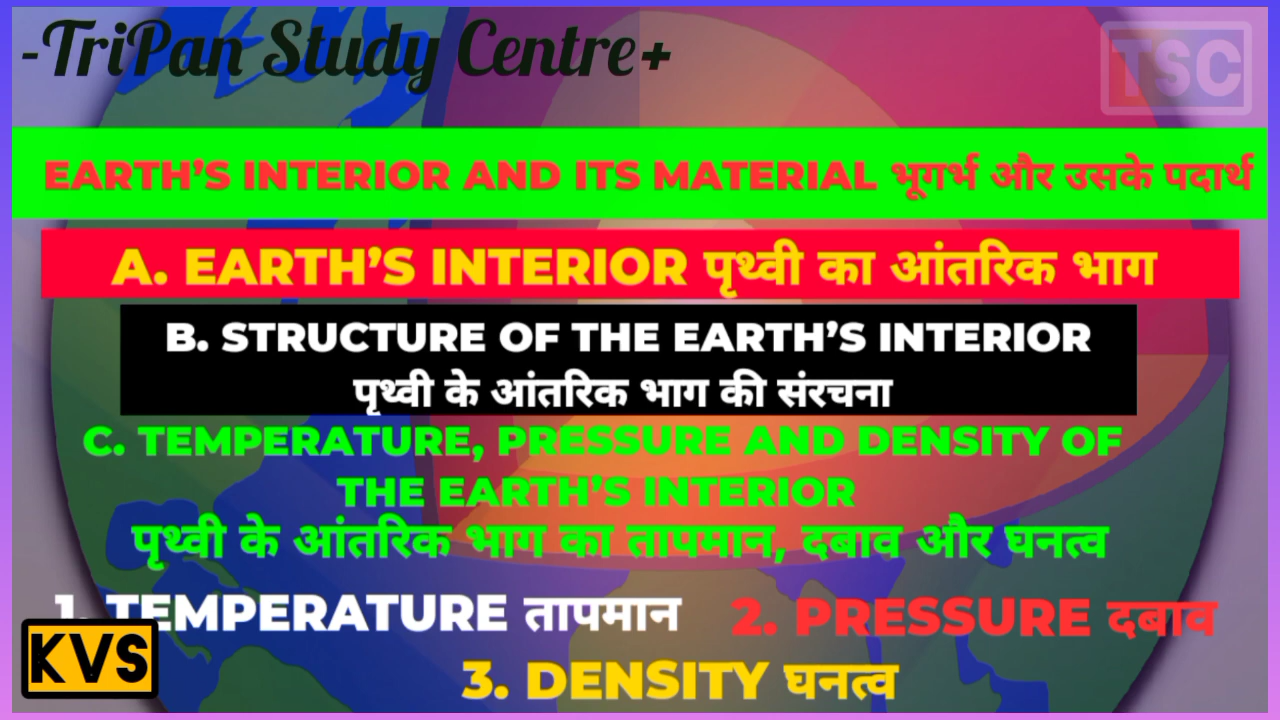 -TriPan Study Centre+
TSC
EARTH'S INTERIOR AND ITS MATERIAL भूगर्भ और उसके पदार्थ
A. EARTH'S INTERIOR पृथ्वी का आंतरिक भाग
B. STRUCTURE OF THE EARTH'S INTERIOR
पृथ्वी के आंतरिक भाग की संरचना
C. TEMPERATURE, PRESSURE AND DENSITY OF
THE EARTH'S INTERIOR
पृथ्वी के आंतरिक भाग का तापमान, दबाव और घनत्व
1. TEMPERATURE तापमान 2. PRESSURE दबाव
KVS
3. DENSITY घनत्व